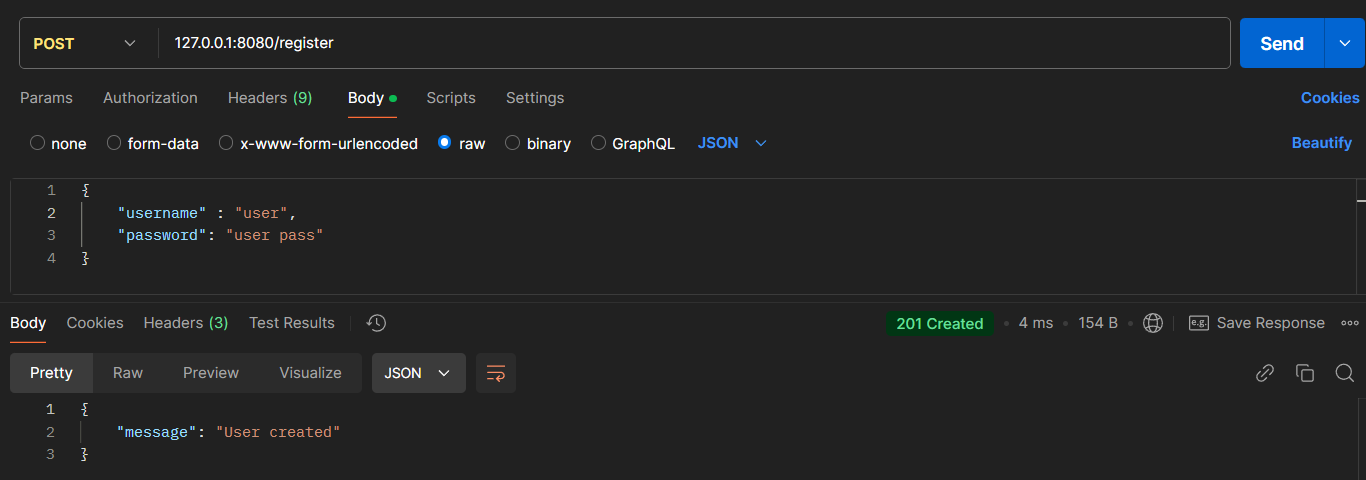 POST 127.0.0.1:8080/register Send
Params Authorization Headers (9) Body Scripts Settings Cookies
none form-data x-www-form-urlencoded raw binary GraphQL JSON Beautify
1 {
2 "username" : "user",
3 "password": "user pass"
4 }
Body Cookies Headers (3) Test Results 201 Created 4 ms 154 B e.g. Save Response
Pretty Raw Preview Visualize JSON
1 {
2 "message": "User created"
3 }